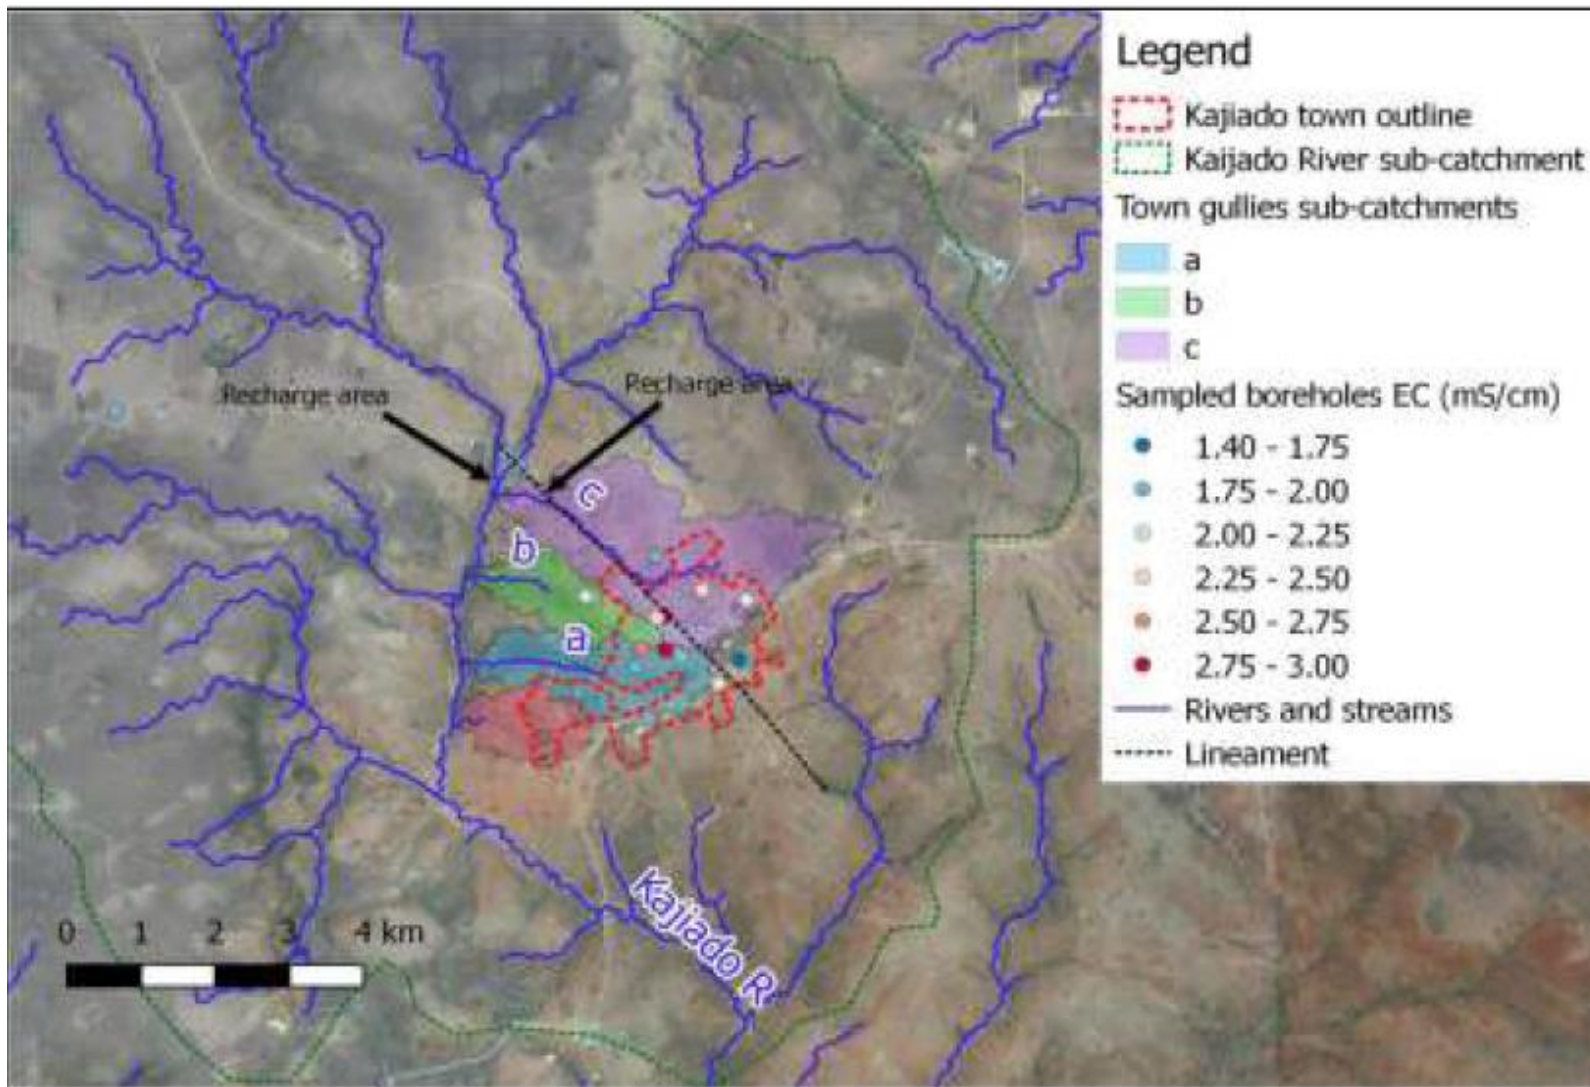 Legend
Kajiado town outline
Kaijado River sub-catchment
Town gullies sub-catchments
a
b
c
Sampled boreholes EC (mS/cm)
1.40 - 1.75
1.75 - 2.00
2.00 - 2.25
2.25 - 2.50
2.50 - 2.75
2.75 - 3.00
Rivers and streams
Lineament
Recharge area
Recharge area
c
b
a
Kajiado R
0 1 2 3 4 km